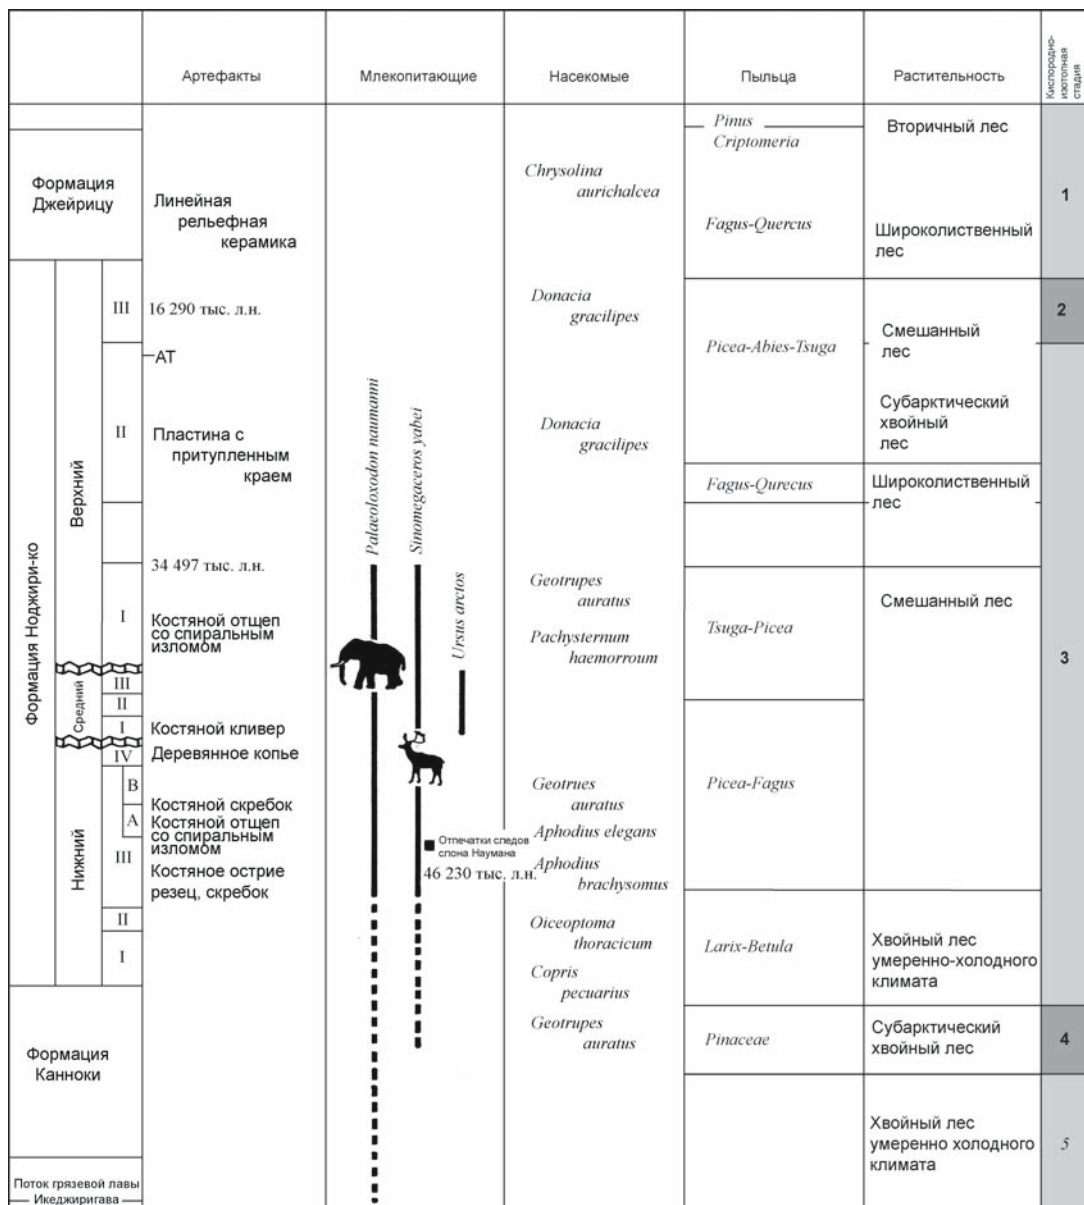 Артефакты
Млекопитающие
Насекомые
Пыльца
Растительность
Кислородно-
изотопная
стадия
Формация
Джейрицу
Формация Ноджири-ко
Верхний
III
II
I
Средний
III
II
I
Нижний
IV
B
A
III
II
I
Формация
Канноки
Поток грязевой лавы
Икеджиригава
Линейная
рельефная
керамика
16 290 тыс. л.н.
АТ
Пластина с
притупленным
краем
34 497 тыс. л.н.
Костяной отщеп
со спиральным
изломом
Костяной кливер
Деревянное копье
Костяной скребок
Костяной отщеп
со спиральным
изломом
Костяное острие
резец, скребок
Palaeoloxodon naumanni
Sinomegaceros yabei
Ursus arctos
Отпечатки следов
слона Наумана
46 230 тыс. л.н.
Chrysolina
aurichalcea
Donacia
gracilipes
Donacia
gracilipes
Geotrupes
auratus
Pachysternum
haemorroum
Geotrues
auratus
Aphodius elegans
Aphodius
brachysomus
Oiceoptoma
thoracicum
Copris
pecuarius
Geotrupes
auratus
Pinus
Criptomeria
Fagus-Quercus
Picea-Abies-Tsuga
Fagus-Qurecus
Tsuga-Picea
Picea-Fagus
Larix-Betula
Pinaceae
Вторичный лес
Широколиственный
лес
Смешанный
лес
Субарктический
хвойный
лес
Широколиственный
лес
Смешанный лес
Хвойный лес
умеренно-холодного
климата
Субарктический
хвойный лес
Хвойный лес
умеренно холодного
климата
1
2
3
4
5